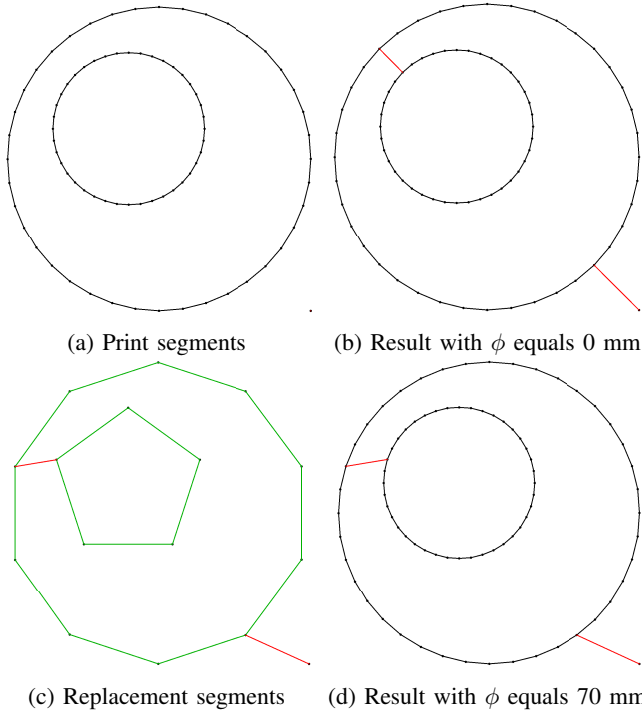 (a) Print segments
(b) Result with ϕ equals 0 mm
(c) Replacement segments
(d) Result with ϕ equals 70 mm